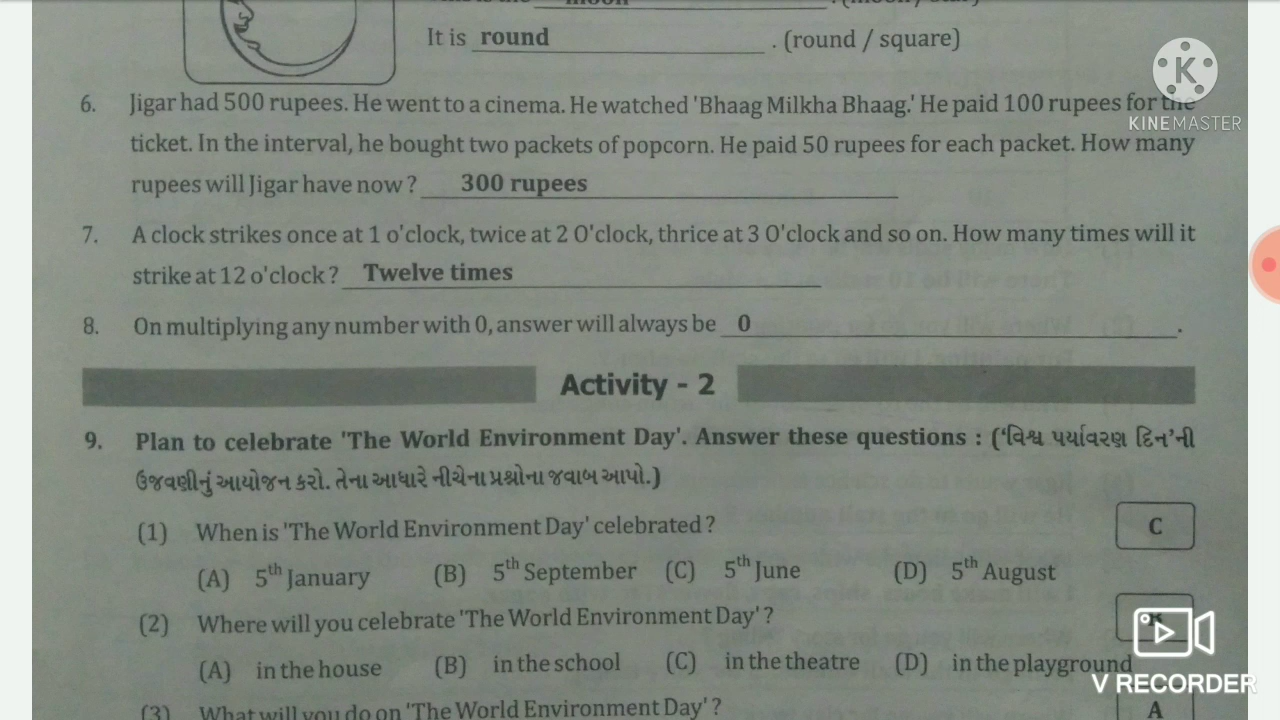 moon
It is round . (round / square)
6. Jigar had 500 rupees. He went to a cinema. He watched 'Bhaag Milkha Bhaag.' He paid 100 rupees for the
ticket. In the interval, he bought two packets of popcorn. He paid 50 rupees for each packet. How many
rupees will Jigar have now? 300 rupees
7. A clock strikes once at 1 o'clock, twice at 2 O'clock, thrice at 3 O'clock and so on. How many times will it
strike at 12 o'clock? Twelve times
8. On multiplying any number with 0, answer will always be 0 .
Activity - 2
9. Plan to celebrate 'The World Environment Day'. Answer these questions : ('વિશ્વ પર્યાવરણ દિન'ની
ઉજવણીનું આયોજન કરો. તેના આધારે નીચેના પ્રશ્નોના જવાબ આપો.)
(1) When is 'The World Environment Day' celebrated? C
(A) 5th January (B) 5th September (C) 5th June (D) 5th August
(2) Where will you celebrate 'The World Environment Day'?
(A) in the house (B) in the school (C) in the theatre (D) in the playground
(3) What will you do on 'The World Environment Day'? A
K
KINEMASTER
V RECORDER